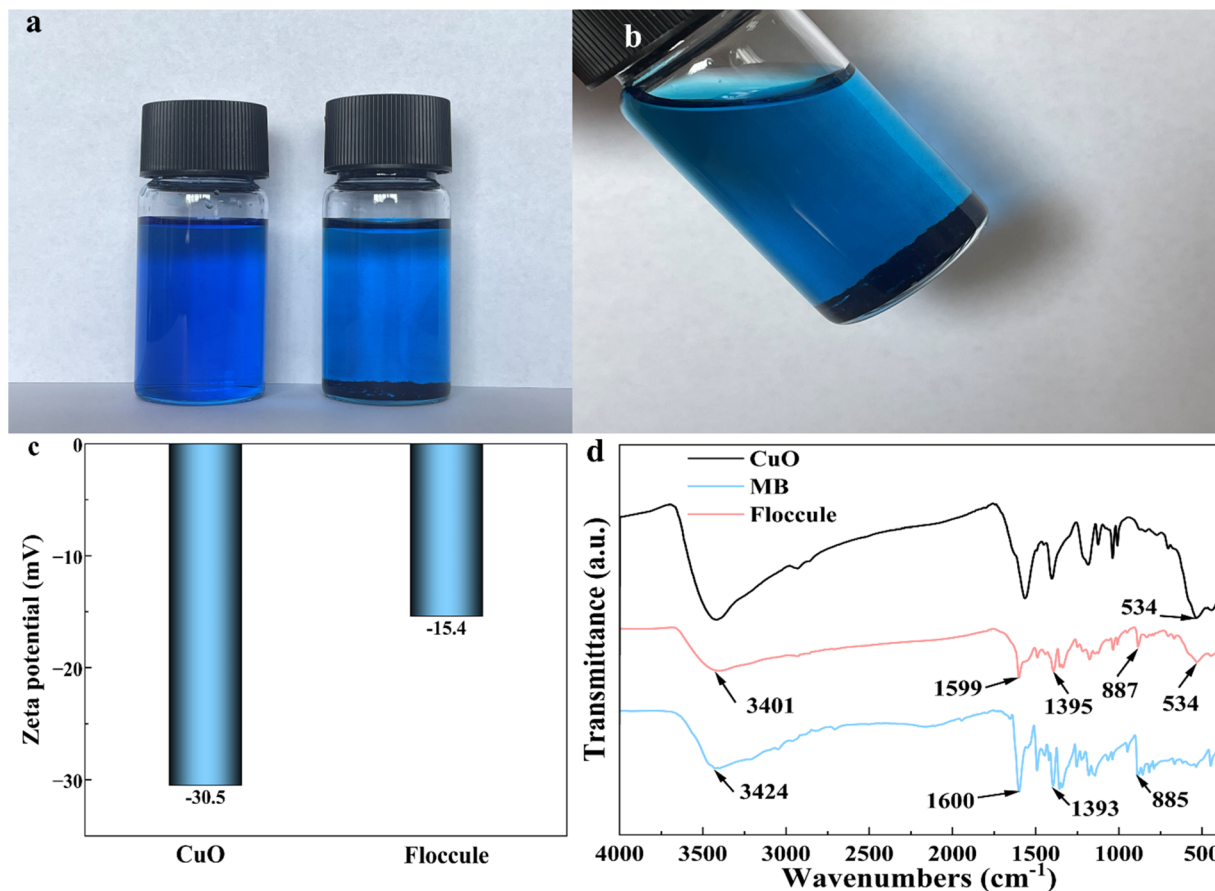 a
b
c
0
−10
−20
−30
Zeta potential (mV)
-30.5
-15.4
CuO
Floccule
d
CuO
MB
Floccule
534
3401
1599
1395
887
534
3424
1600
1393
885
Transmittance (a.u.)
4000 3500 3000 2500 2000 1500 1000 500
Wavenumbers (cm⁻¹)